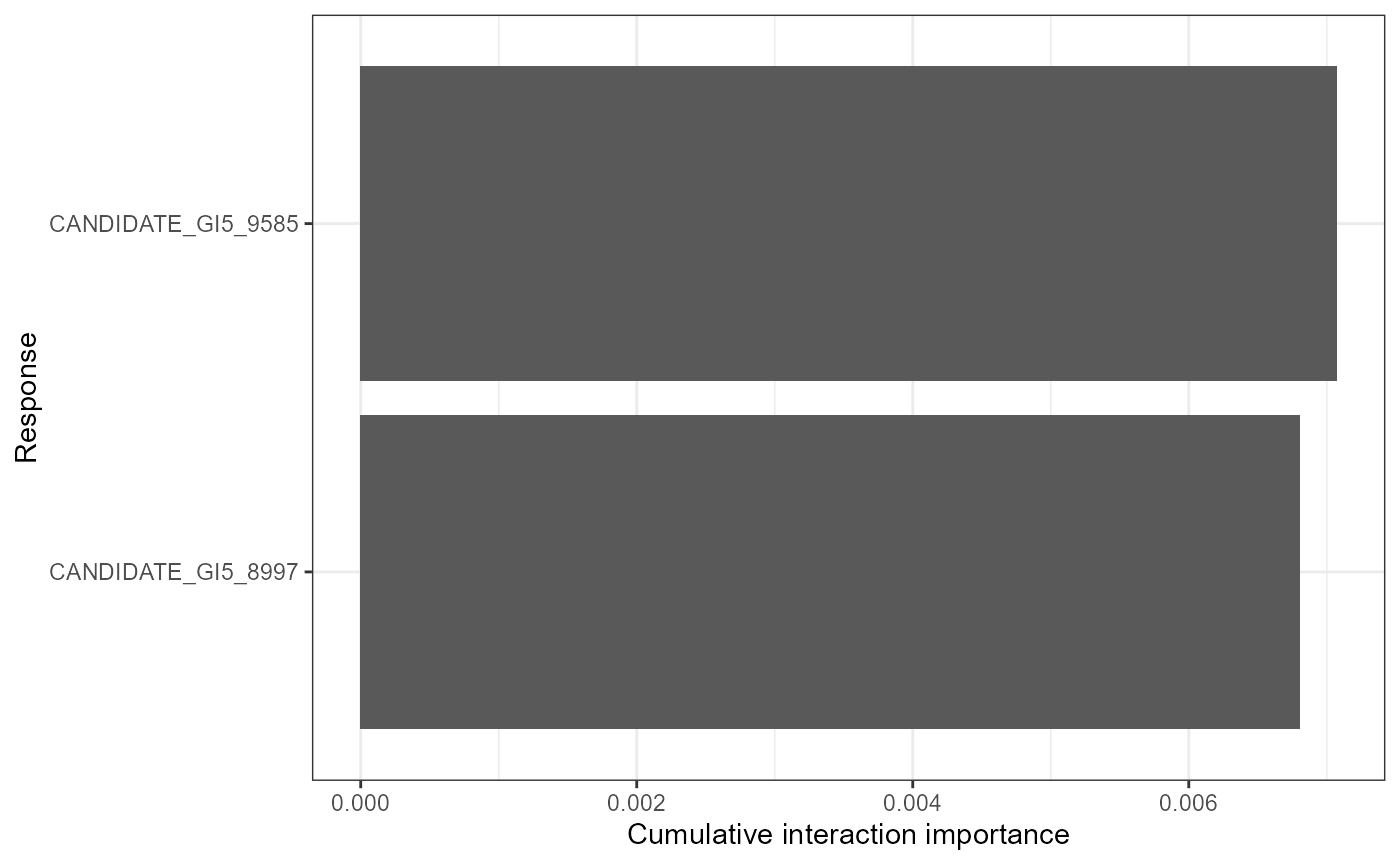 CANDIDATE_GI5_9585
CANDIDATE_GI5_8997
Response
0.000 0.002 0.004 0.006
Cumulative interaction importance